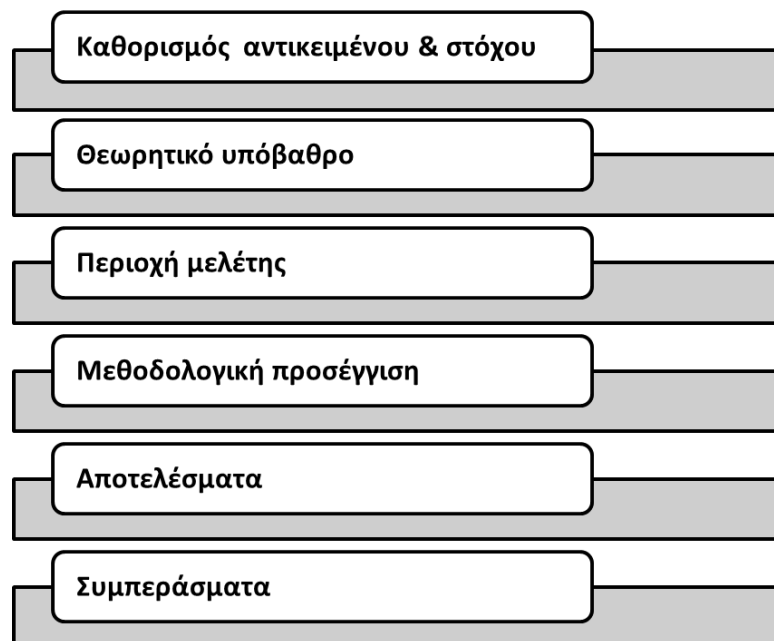 Καθορισμός αντικειμένου & στόχου
Θεωρητικό υπόβαθρο
Περιοχή μελέτης
Μεθοδολογική προσέγγιση
Αποτελέσματα
Συμπεράσματα